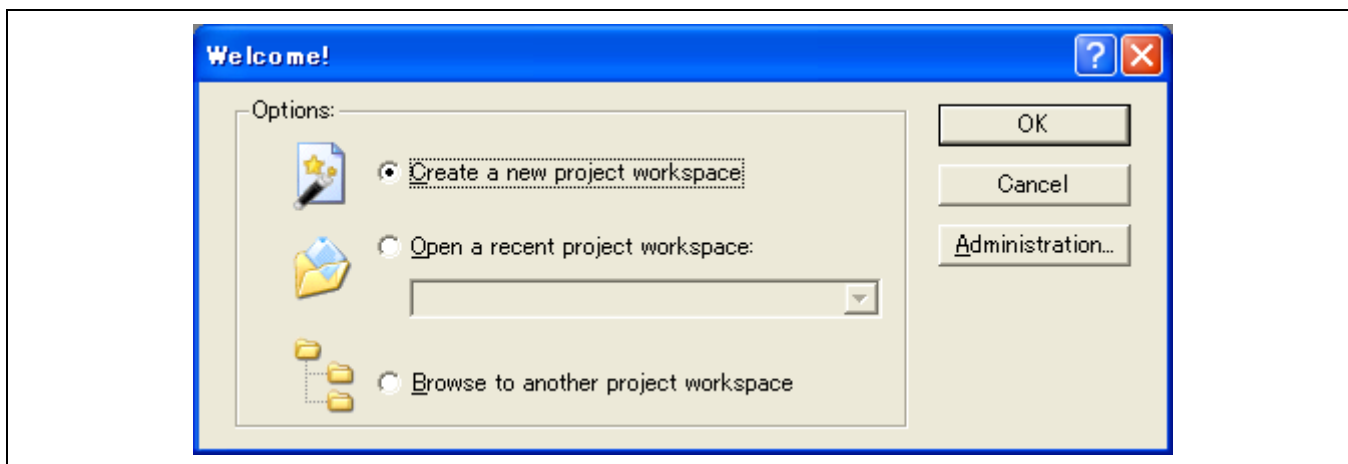 Welcome!
Options:
Create a new project workspace
Open a recent project workspace:
Browse to another project workspace
OK
Cancel
Administration...